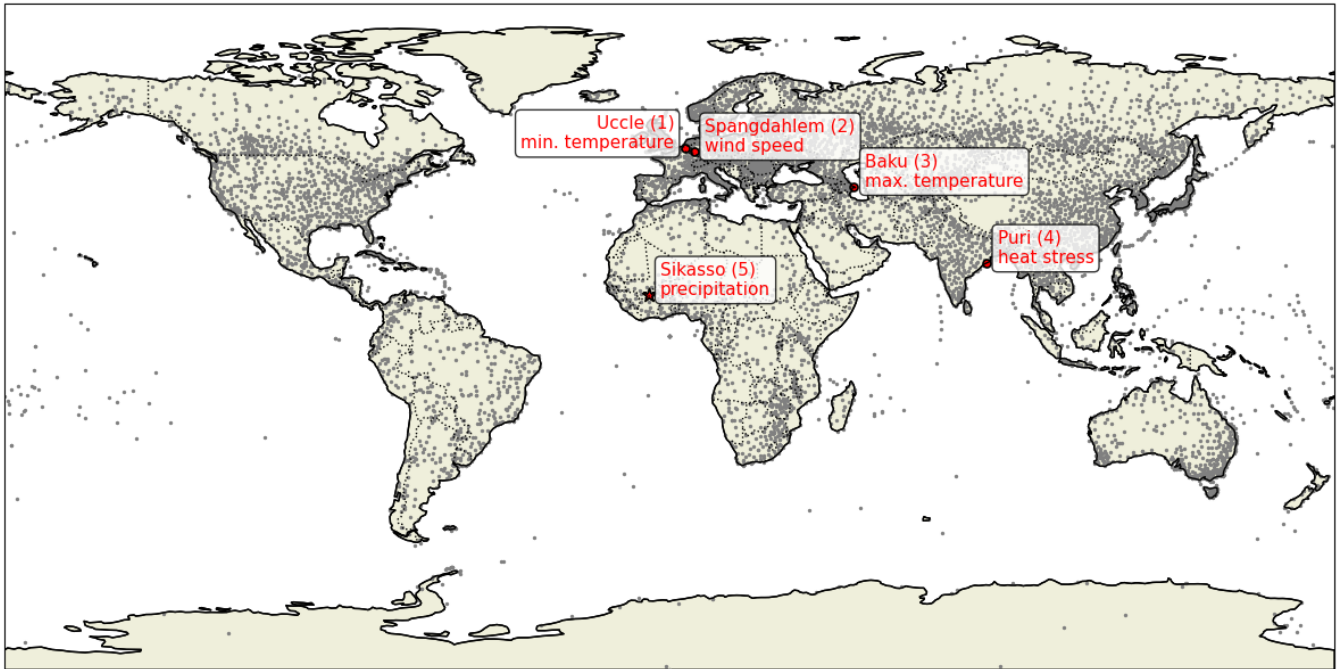 Uccle (1)
min. temperature
Spangdahlem (2)
wind speed
Baku (3)
max. temperature
Puri (4)
heat stress
Sikasso (5)
precipitation